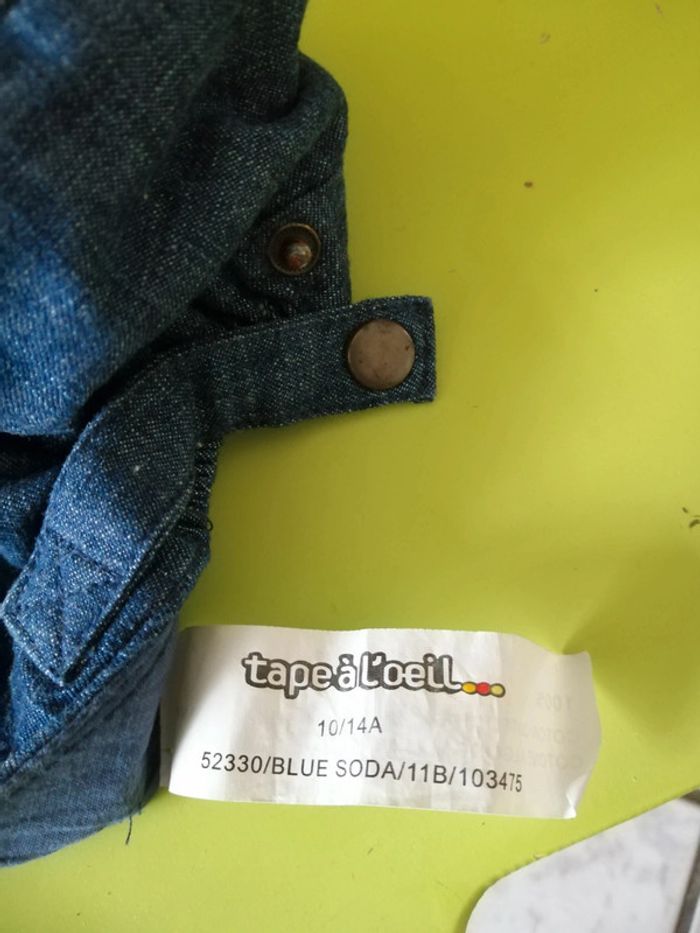 tape à l'oeil...
10/14A
52330/BLUE SODA/11B/103475